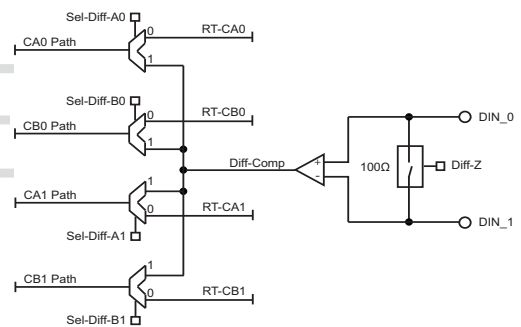 Sel-Diff-A0
0 RT-CA0
CA0 Path
1
Sel-Diff-B0
0 RT-CB0
CB0 Path
1
DIN_0
Diff-Comp + 100Ω Diff-Z
-
1
CA1 Path
0 RT-CA1
DIN_1
Sel-Diff-A1
1
CB1 Path
0 RT-CB1
Sel-Diff-B1